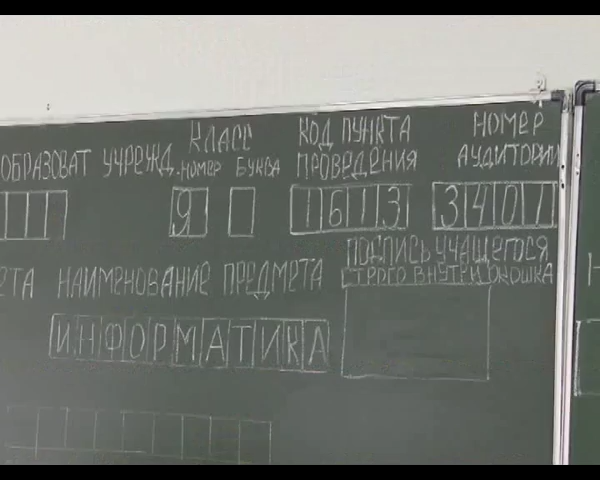 КЛАСС
КОД ПУНКТА
НОМЕР
ОБРАЗОВАТ УЧРЕЖД.
НОМЕР БУКВА
ПРОВЕДЕНИЯ
АУДИТОРИИ
9
1613
3401
ЕТА НАИМЕНОВАНИЕ ПРЕДМЕТА
ПОДПИСЬ УЧАЩЕГОСЯ
СТРОГО ВНУТРИ ОКОШКА
ИНФОРМАТИКА
Н